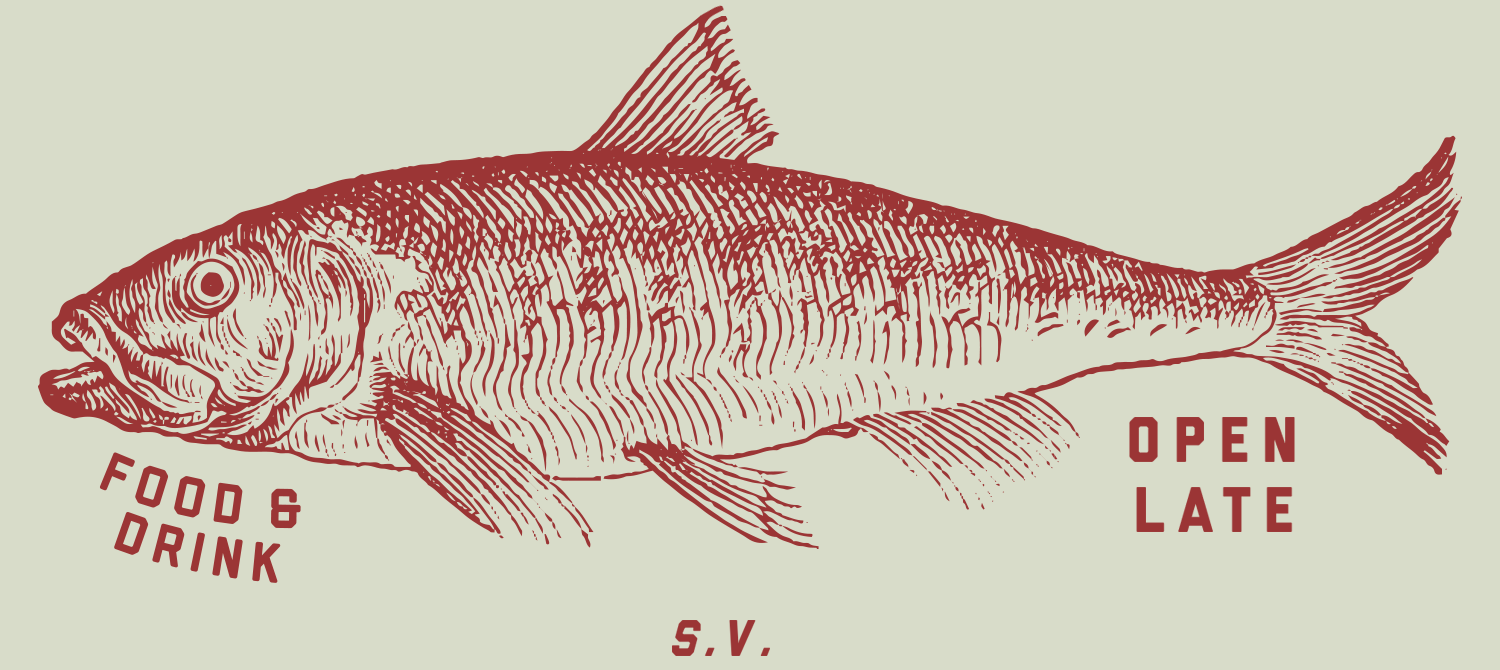 FOOD &
DRINK
OPEN
LATE
S.V.